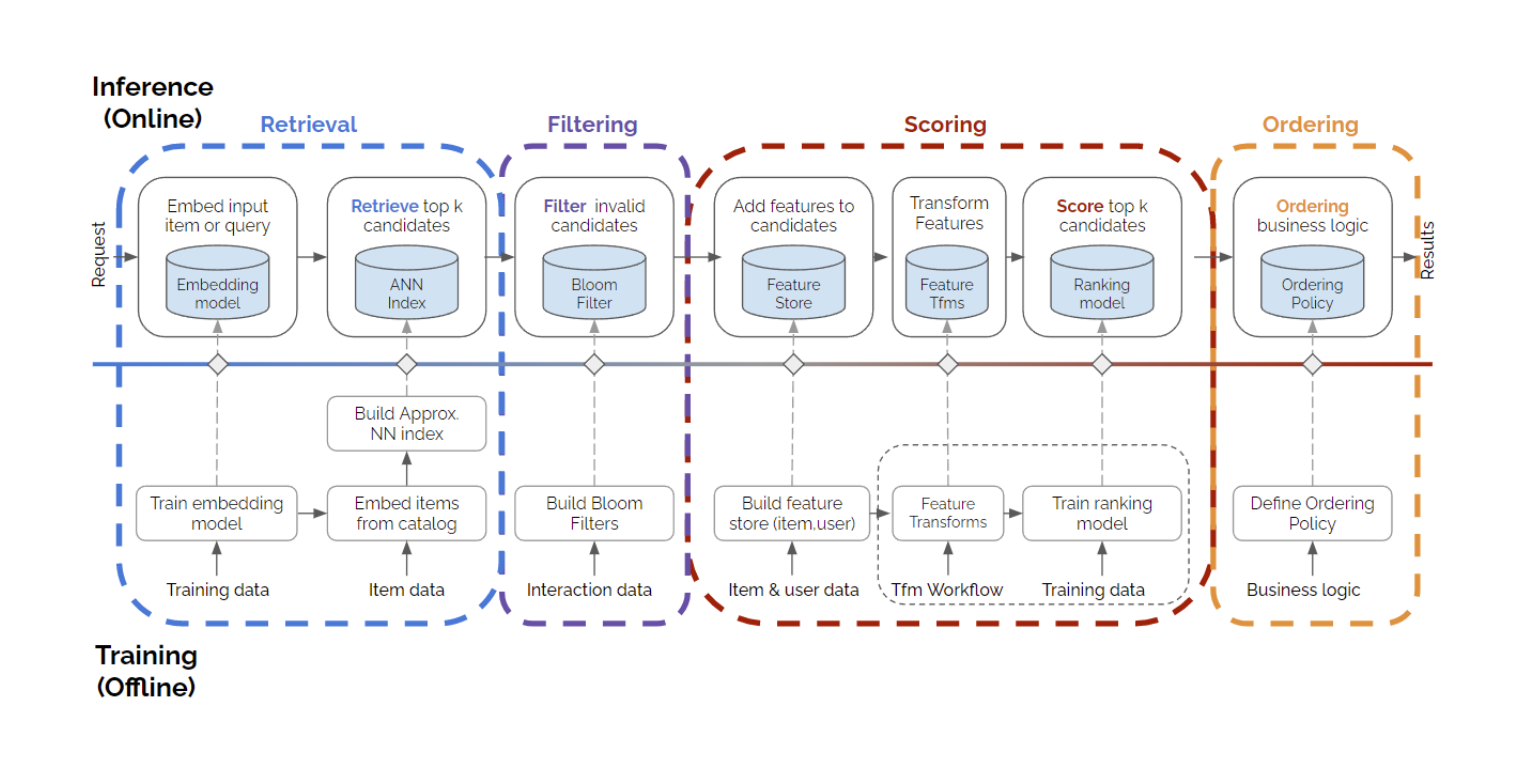 Inference
(Online)
Retrieval
Filtering
Scoring
Ordering
Request
Embed input
item or query
Embedding
model
Retrieve top k
candidates
ANN
Index
Filter invalid
candidates
Bloom
Filter
Add features to
candidates
Feature
Store
Transform
Features
Feature
Tfms
Score top k
candidates
Ranking
model
Ordering
business logic
Ordering
Policy
Results
Build Approx.
NN index
Train embedding
model
Embed items
from catalog
Build Bloom
Filters
Build feature
store (item,user)
Feature
Transforms
Train ranking
model
Define Ordering
Policy
Training data
Item data
Interaction data
Item & user data
Tfm Workflow
Training data
Business logic
Training
(Offline)